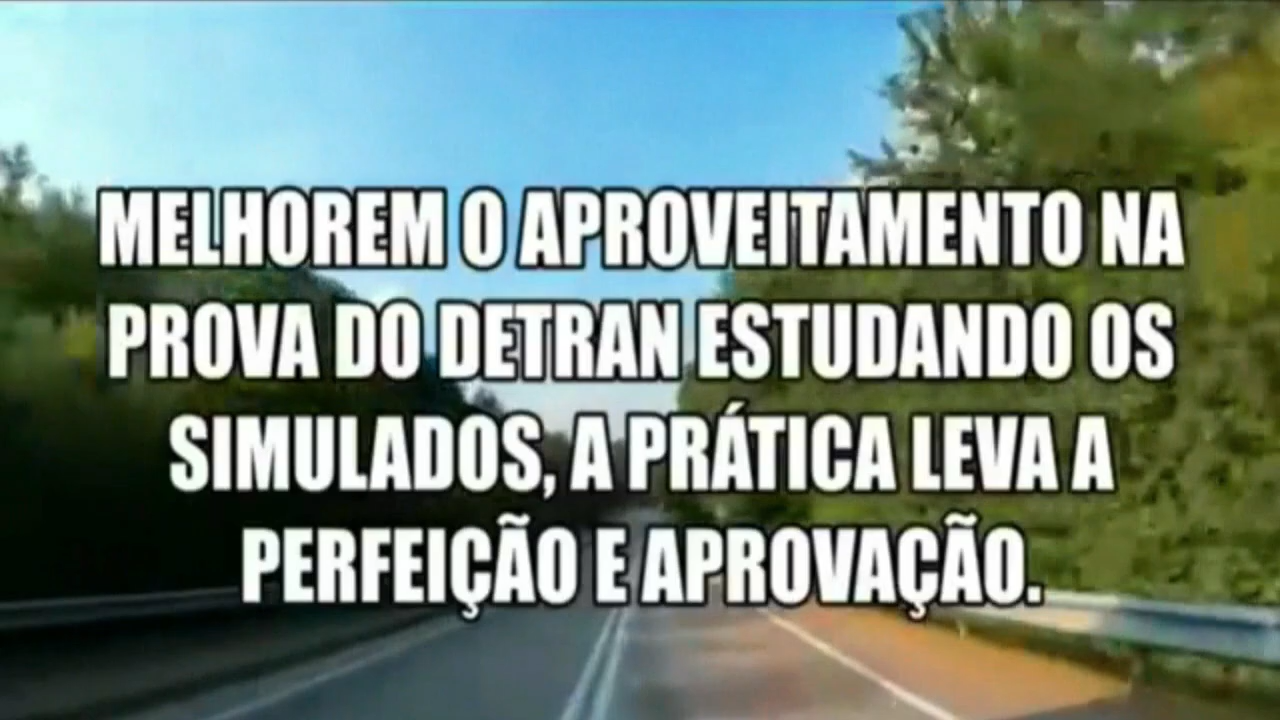 MELHOREM O APROVEITAMENTO NA
PROVA DO DETRAN ESTUDANDO OS
SIMULADOS, A PRÁTICA LEVA A
PERFEIÇÃO E APROVAÇÃO.